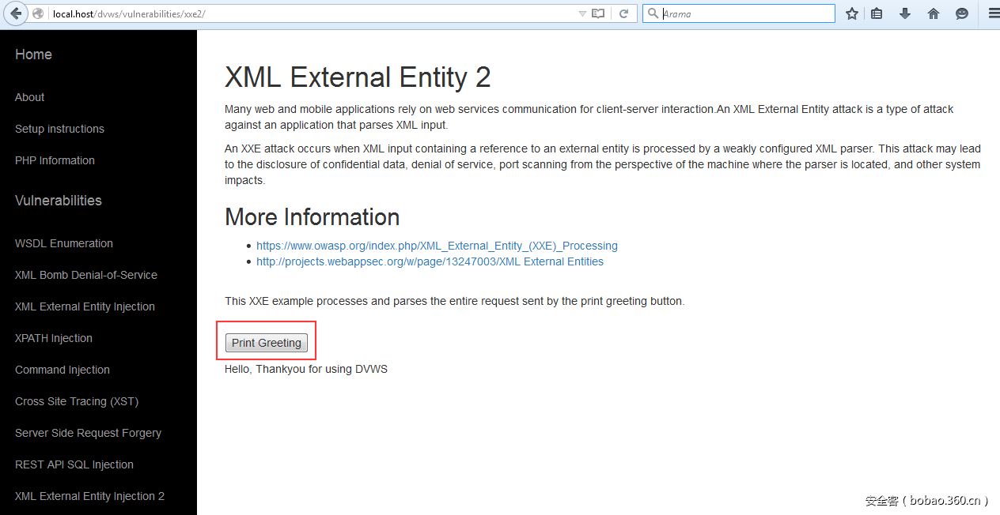 local.host/dvws/vulnerabilities/xxe2/
Arama
Home
About
Setup instructions
PHP Information
Vulnerabilities
WSDL Enumeration
XML Bomb Denial-of-Service
XML External Entity Injection
XPATH Injection
Command Injection
Cross Site Tracing (XST)
Server Side Request Forgery
REST API SQL Injection
XML External Entity Injection 2
XML External Entity 2
Many web and mobile applications rely on web services communication for client-server interaction.An XML External Entity attack is a type of attack
against an application that parses XML input.
An XXE attack occurs when XML input containing a reference to an external entity is processed by a weakly configured XML parser. This attack may lead
to the disclosure of confidential data, denial of service, port scanning from the perspective of the machine where the parser is located, and other system
impacts.
More Information
https://www.owasp.org/index.php/XML_External_Entity_(XXE)_Processing
http://projects.webappsec.org/w/page/13247003/XML External Entities
This XXE example processes and parses the entire request sent by the print greeting button.
Print Greeting
Hello, Thankyou for using DVWS
安全客（bobao.360.cn）